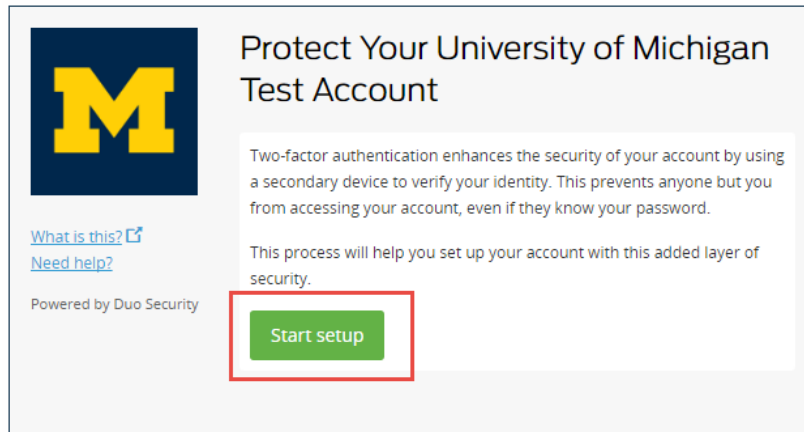 M
Protect Your University of Michigan
Test Account
Two-factor authentication enhances the security of your account by using
a secondary device to verify your identity. This prevents anyone but you
from accessing your account, even if they know your password.
This process will help you set up your account with this added layer of
security.
Start setup
What is this?
Need help?
Powered by Duo Security